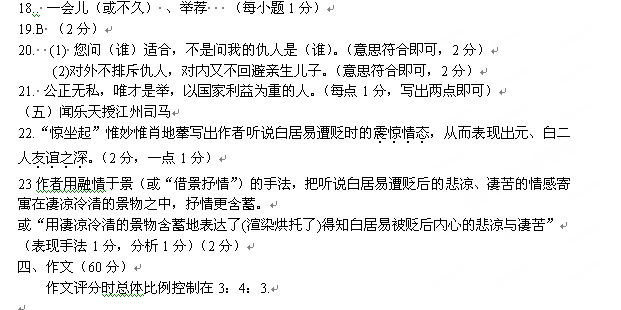 18.、一会儿（或不久）、举荐（每小题1分）
19.B（2分）
20. (1)您问（谁）适合，不是问我的仇人是（谁）。（意思符合即可，2分）
(2)对外不排斥仇人，对内又不回避亲生儿子。（意思符合即可，2分）
21. 公正无私，唯才是举，以国家利益为重的人。（每点1分，写出两点即可）
（五）闻乐天授江州司马
22.“惊坐起”惟妙惟肖地摹写出作者听说白居易遭贬时的震惊情态，从而表现出元、白二
人友谊之深。（2分，一点1分）
23作者用融情于景（或“借景抒情”）的手法，把听说白居易遭贬后的悲凉、凄苦的情感寄
寓在凄凉冷清的景物之中，抒情更含蓄。
或“用凄凉冷清的景物含蓄地表达了(渲染烘托了)得知白居易被贬后内心的悲凉与凄苦”
（表现手法1分，分析1分）（2分）
四、作文（60分）
作文评分时总体比例控制在3：4：3.